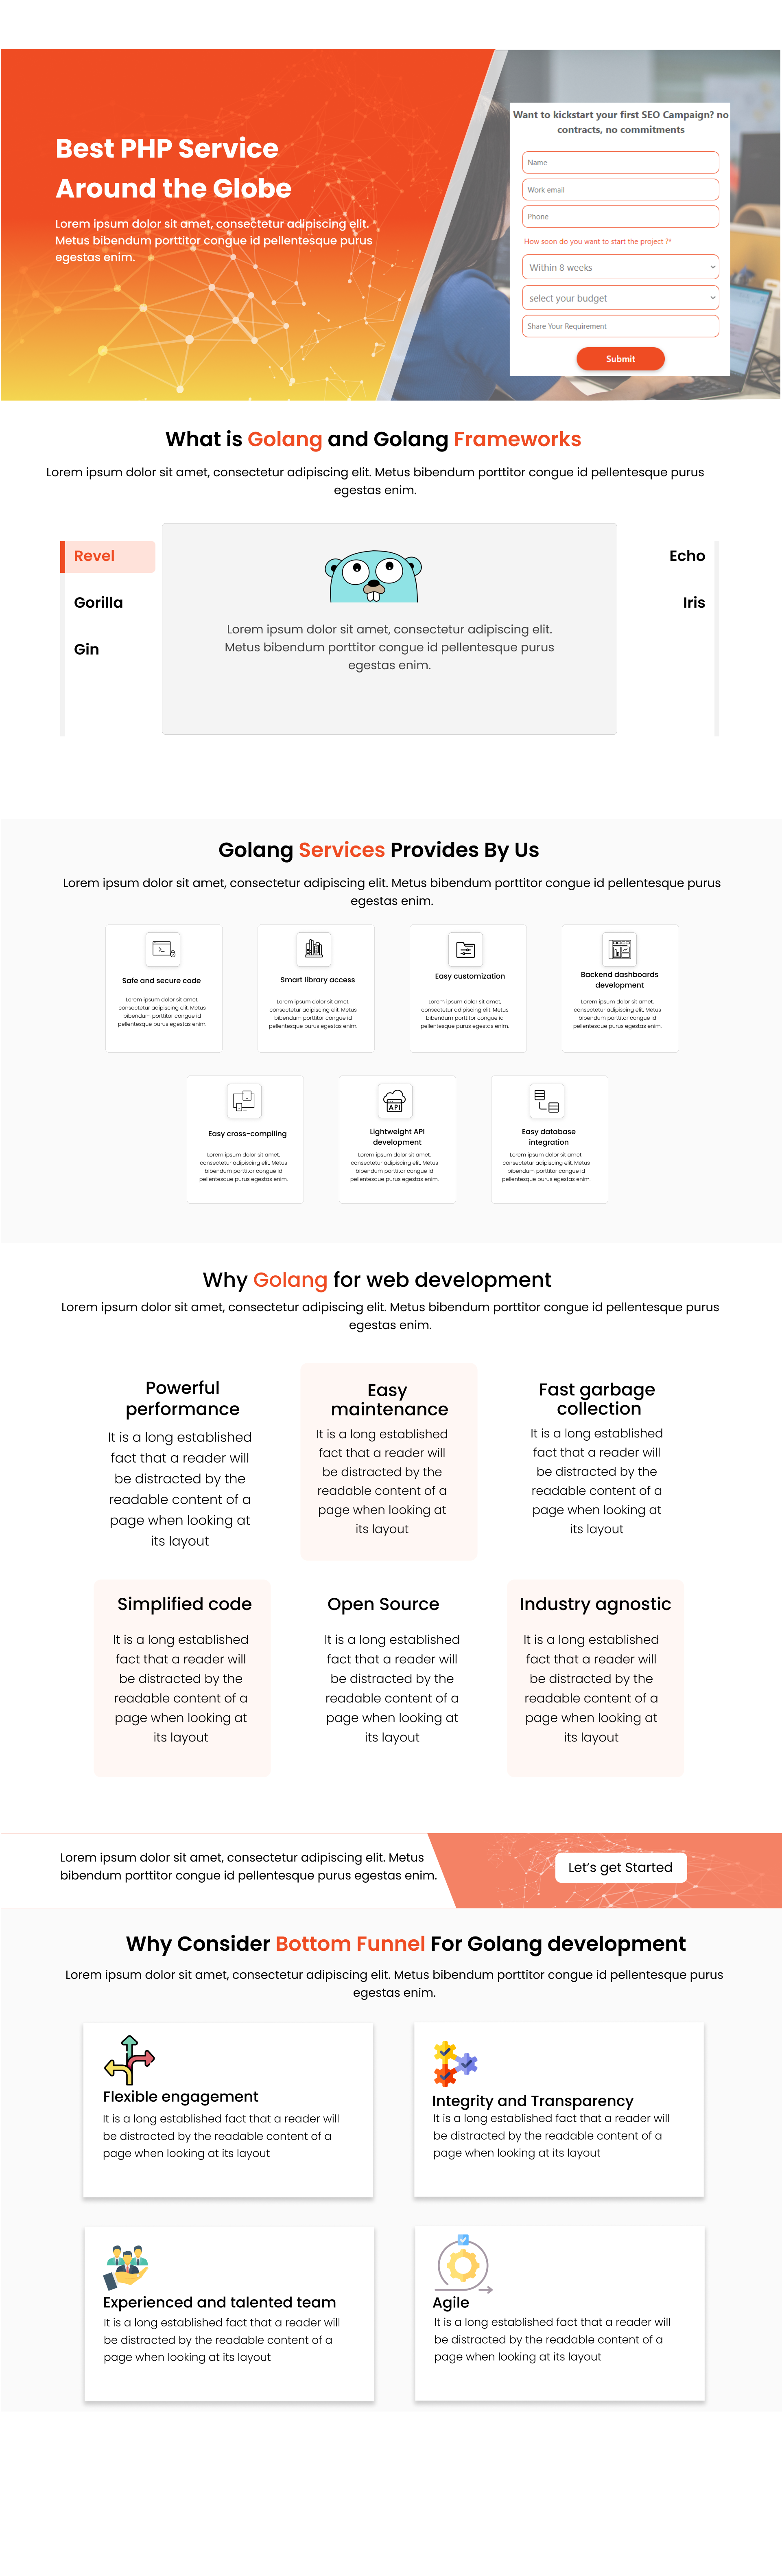 Best PHP Service
Around the Globe
Lorem ipsum dolor sit amet, consectetur adipiscing elit.
Metus bibendum porttitor congue id pellentesque purus
egestas enim.
Want to kickstart your first SEO Campaign? no
contracts, no commitments
Name
Work email
Phone
How soon do you want to start the project ?*
Within 8 weeks
select your budget
Share Your Requirement
Submit
What is Golang and Golang Frameworks
Lorem ipsum dolor sit amet, consectetur adipiscing elit. Metus bibendum porttitor congue id pellentesque purus
egestas enim.
Revel
Gorilla
Gin
Lorem ipsum dolor sit amet, consectetur adipiscing elit.
Metus bibendum porttitor congue id pellentesque purus
egestas enim.
Echo
Iris
Golang Services Provides By Us
Lorem ipsum dolor sit amet, consectetur adipiscing elit. Metus bibendum porttitor congue id pellentesque purus
egestas enim.
Safe and secure code
Lorem ipsum dolor sit amet,
consectetur adipiscing elit. Metus
bibendum porttitor congue id
pellentesque purus egestas enim.
Smart library access
Lorem ipsum dolor sit amet,
consectetur adipiscing elit. Metus
bibendum porttitor congue id
pellentesque purus egestas enim.
Easy customization
Lorem ipsum dolor sit amet,
consectetur adipiscing elit. Metus
bibendum porttitor congue id
pellentesque purus egestas enim.
Backend dashboards
development
Lorem ipsum dolor sit amet,
consectetur adipiscing elit. Metus
bibendum porttitor congue id
pellentesque purus egestas enim.
Easy cross-compiling
Lorem ipsum dolor sit amet,
consectetur adipiscing elit. Metus
bibendum porttitor congue id
pellentesque purus egestas enim.
API
Lightweight API
development
Lorem ipsum dolor sit amet,
consectetur adipiscing elit. Metus
bibendum porttitor congue id
pellentesque purus egestas enim.
Easy database
integration
Lorem ipsum dolor sit amet,
consectetur adipiscing elit. Metus
bibendum porttitor congue id
pellentesque purus egestas enim.
Why Golang for web development
Lorem ipsum dolor sit amet, consectetur adipiscing elit. Metus bibendum porttitor congue id pellentesque purus
egestas enim.
Powerful
performance
It is a long established
fact that a reader will
be distracted by the
readable content of a
page when looking at
its layout
Easy
maintenance
It is a long established
fact that a reader will
be distracted by the
readable content of a
page when looking at
its layout
Fast garbage
collection
It is a long established
fact that a reader will
be distracted by the
readable content of a
page when looking at
its layout
Simplified code
It is a long established
fact that a reader will
be distracted by the
readable content of a
page when looking at
its layout
Open Source
It is a long established
fact that a reader will
be distracted by the
readable content of a
page when looking at
its layout
Industry agnostic
It is a long established
fact that a reader will
be distracted by the
readable content of a
page when looking at
its layout
Lorem ipsum dolor sit amet, consectetur adipiscing elit. Metus
bibendum porttitor congue id pellentesque purus egestas enim.
Let's get Started
Why Consider Bottom Funnel For Golang development
Lorem ipsum dolor sit amet, consectetur adipiscing elit. Metus bibendum porttitor congue id pellentesque purus
egestas enim.
Flexible engagement
It is a long established fact that a reader will
be distracted by the readable content of a
page when looking at its layout
Integrity and Transparency
It is a long established fact that a reader will
be distracted by the readable content of a
page when looking at its layout
Experienced and talented team
It is a long established fact that a reader will
be distracted by the readable content of a
page when looking at its layout
Agile
It is a long established fact that a reader will
be distracted by the readable content of a
page when looking at its layout